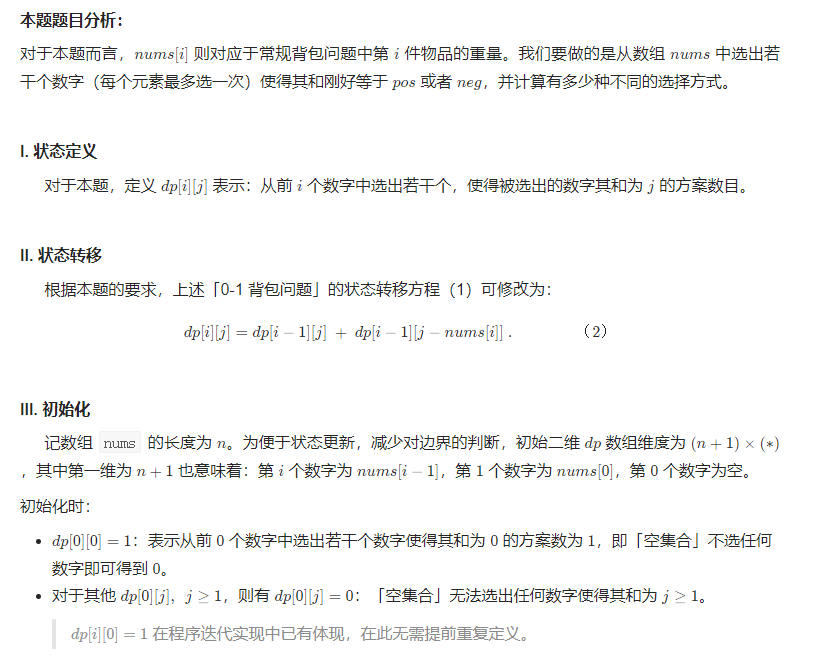 本题题目分析：
对于本题而言，nums[i] 则对应于常规背包问题中第 i 件物品的重量。我们要做的是从数组 nums 中选出若
干个数字（每个元素最多选一次）使得其和刚好等于 pos 或者 neg，并计算有多少种不同的选择方式。
I. 状态定义
对于本题，定义 dp[i][j] 表示：从前 i 个数字中选出若干个，使得被选出的数字其和为 j 的方案数目。
II. 状态转移
根据本题的要求，上述「0-1 背包问题」的状态转移方程（1）可修改为：
dp[i][j] = dp[i − 1][j] + dp[i − 1][j − nums[i]] . （2）
III. 初始化
记数组 nums 的长度为 n。为便于状态更新，减少对边界的判断，初始二维 dp 数组维度为 (n + 1) × (∗)
，其中第一维为 n + 1 也意味着：第 i 个数字为 nums[i − 1]，第 1 个数字为 nums[0]，第 0 个数字为空。
初始化时：
• dp[0][0] = 1：表示从前 0 个数字中选出若干个数字使得其和为 0 的方案数为 1，即「空集合」不选任何
数字即可得到 0。
• 对于其他 dp[0][j], j ≥ 1，则有 dp[0][j] = 0：「空集合」无法选出任何数字使得其和为 j ≥ 1。
dp[i][0] = 1 在程序迭代实现中已有体现，在此无需提前重复定义。